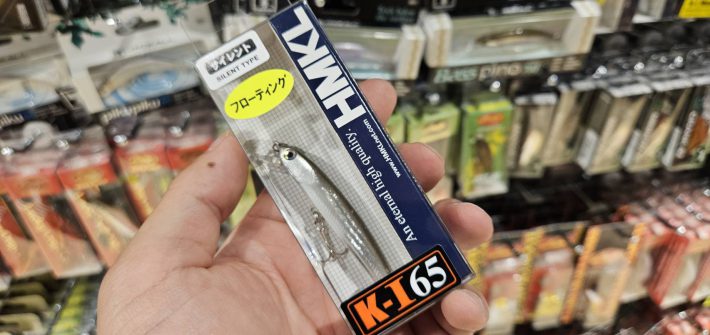 サイレント
SILENT TYPE
フローティング
HMKL
An eternal high quality.
www.HMKLnet.com
K-I 65